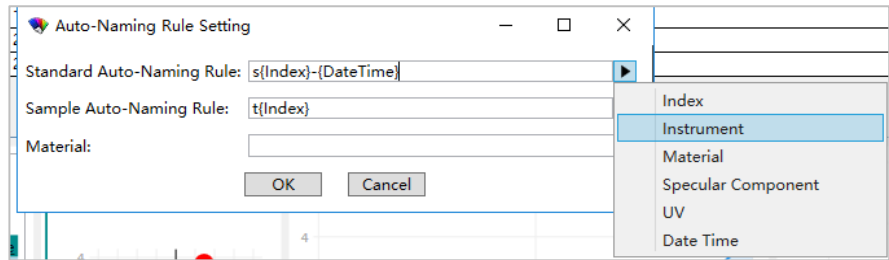 Auto-Naming Rule Setting
Standard Auto-Naming Rule: s{Index}-{DateTime}
Sample Auto-Naming Rule: t{Index}
Material:
OK Cancel
Index
Instrument
Material
Specular Component
UV
Date Time
4
4